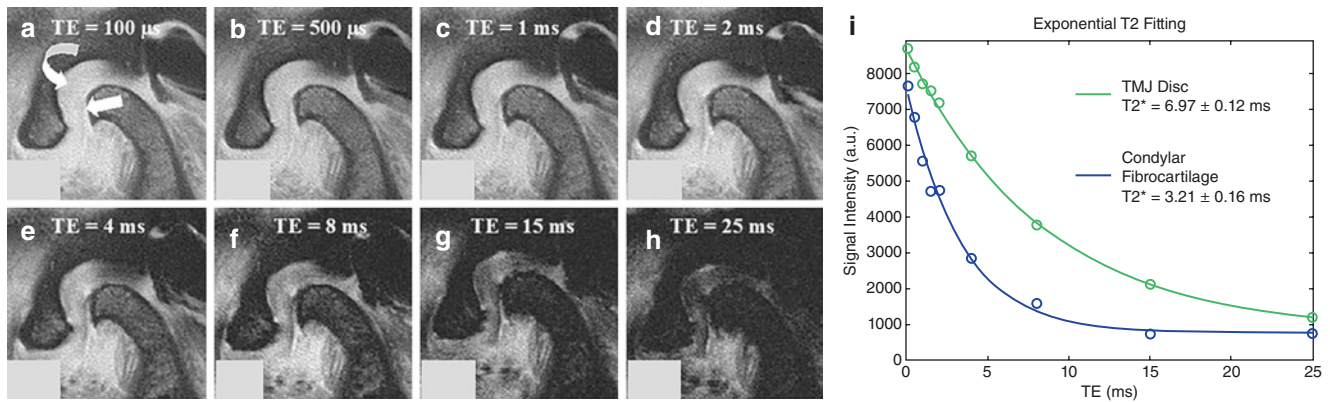 a TE = 100 µs
b TE = 500 µs
c TE = 1 ms
d TE = 2 ms
e TE = 4 ms
f TE = 8 ms
g TE = 15 ms
h TE = 25 ms
i
Exponential T2 Fitting
TMJ Disc
T2* = 6.97 ± 0.12 ms
Condylar
Fibrocartilage
T2* = 3.21 ± 0.16 ms
Signal Intensity (a.u.)
8000
7000
6000
5000
4000
3000
2000
1000
0
0 5 10 15 20 25
TE (ms)